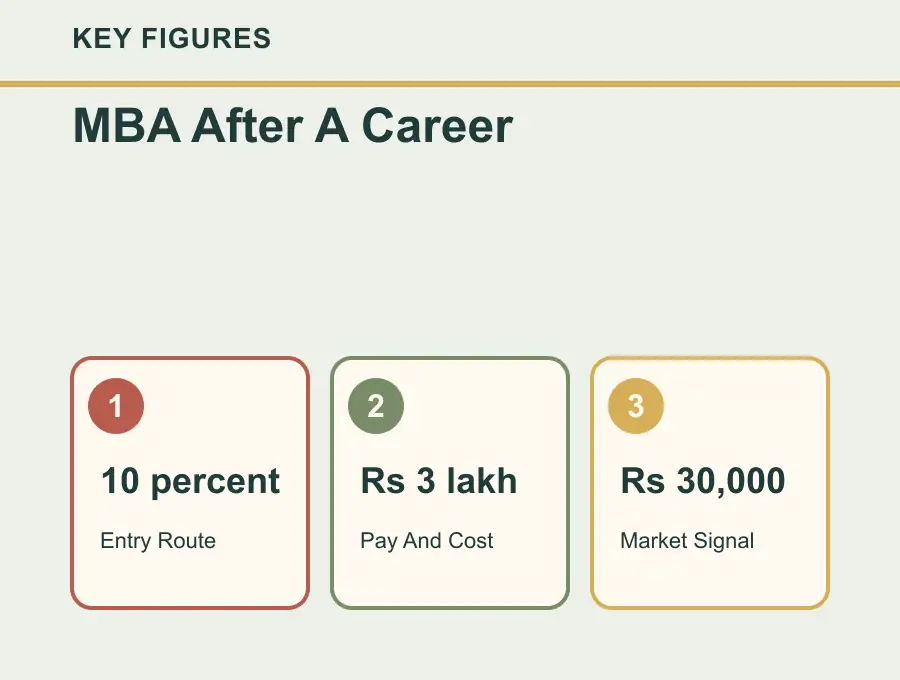 KEY FIGURES
MBA After A Career
1
10 percent
Entry Route
2
Rs 3 lakh
Pay And Cost
3
Rs 30,000
Market Signal